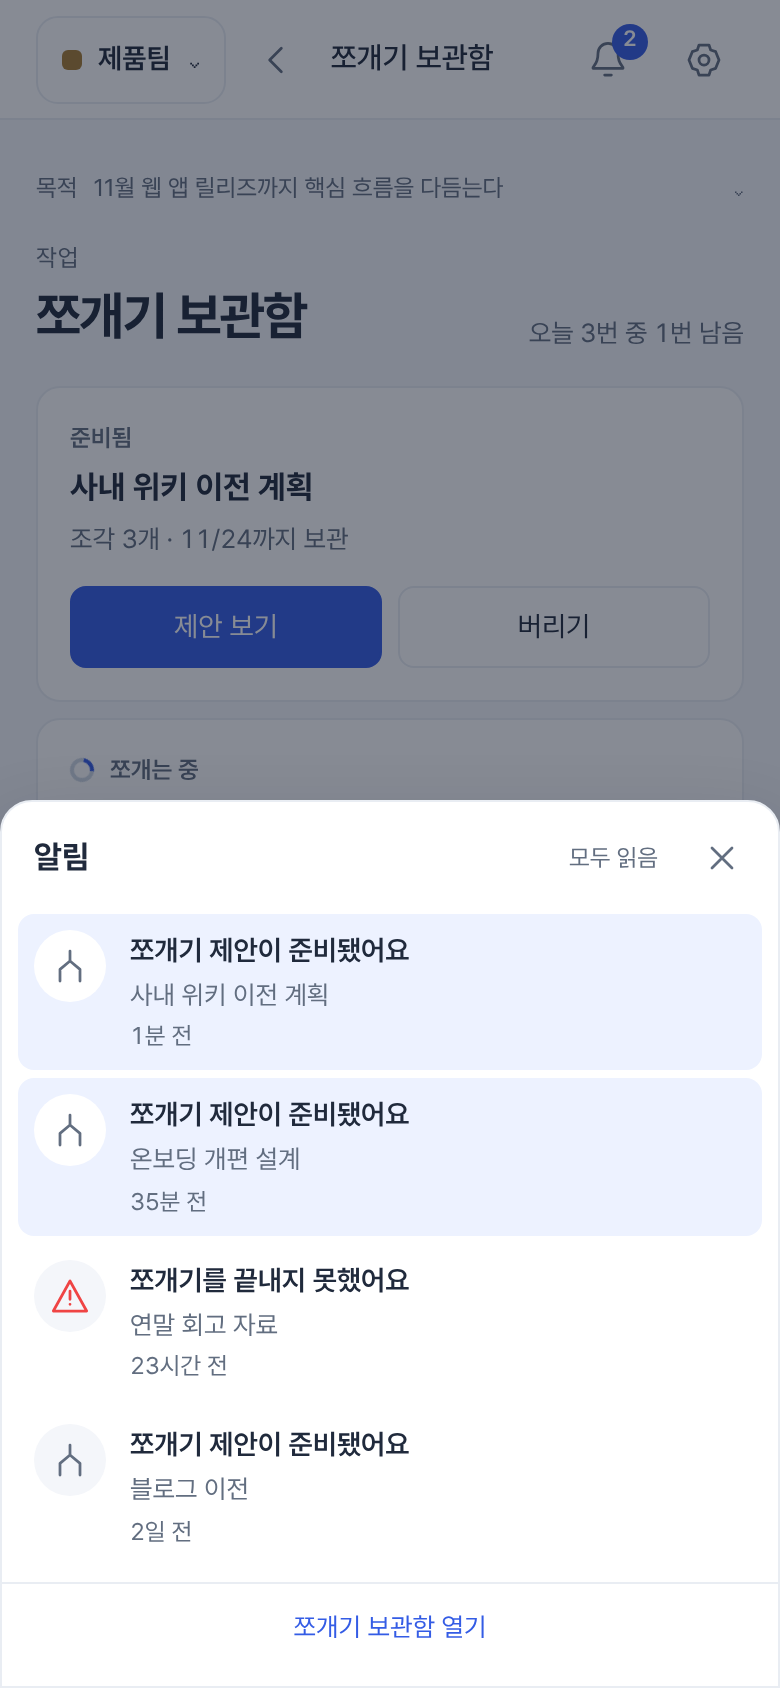 제품팀
쪼개기 보관함
2
목적 11월 웹 앱 릴리즈까지 핵심 흐름을 다듬는다
작업
쪼개기 보관함
오늘 3번 중 1번 남음
준비됨
사내 위키 이전 계획
조각 3개 · 11/24까지 보관
제안 보기
버리기
쪼개는 중
알림
모두 읽음
쪼개기 제안이 준비됐어요
사내 위키 이전 계획
1분 전
쪼개기 제안이 준비됐어요
온보딩 개편 설계
35분 전
쪼개기를 끝내지 못했어요
연말 회고 자료
23시간 전
쪼개기 제안이 준비됐어요
블로그 이전
2일 전
쪼개기 보관함 열기